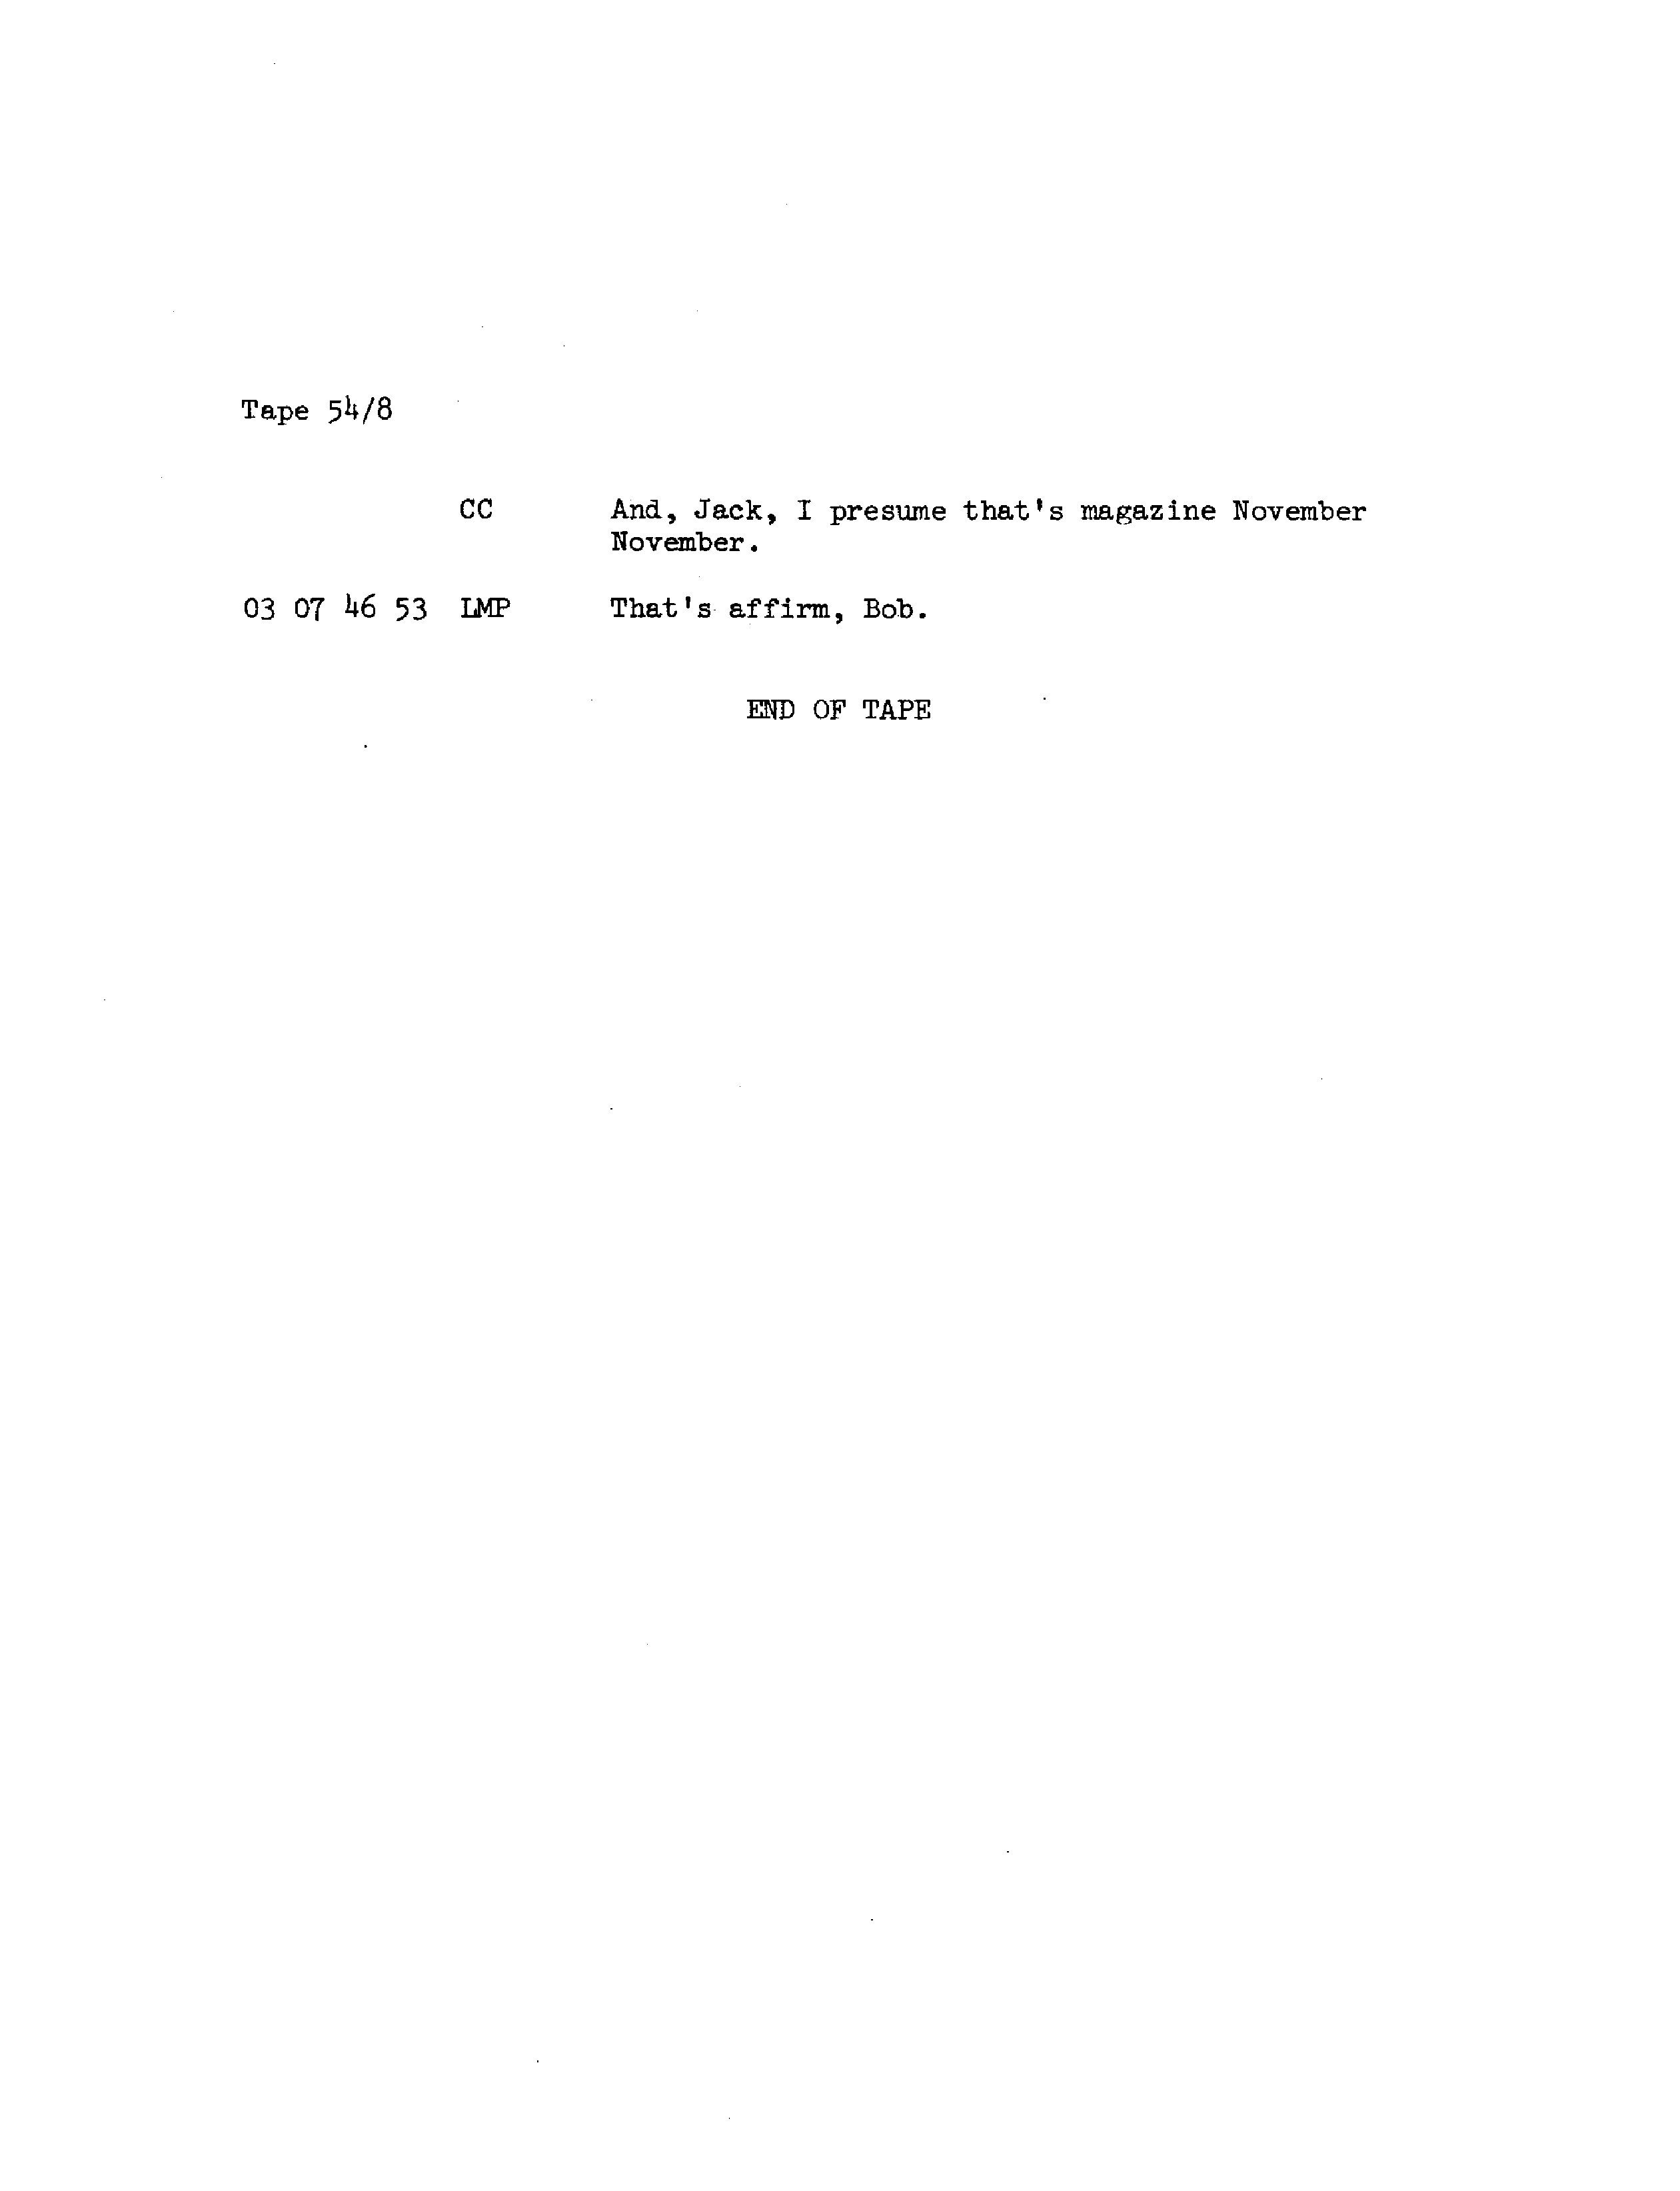 Tape 54/8
CC And, Jack, I presume that's magazine November
November.
03 07 46 53 LMP That's affirm, Bob.
END OF TAPE